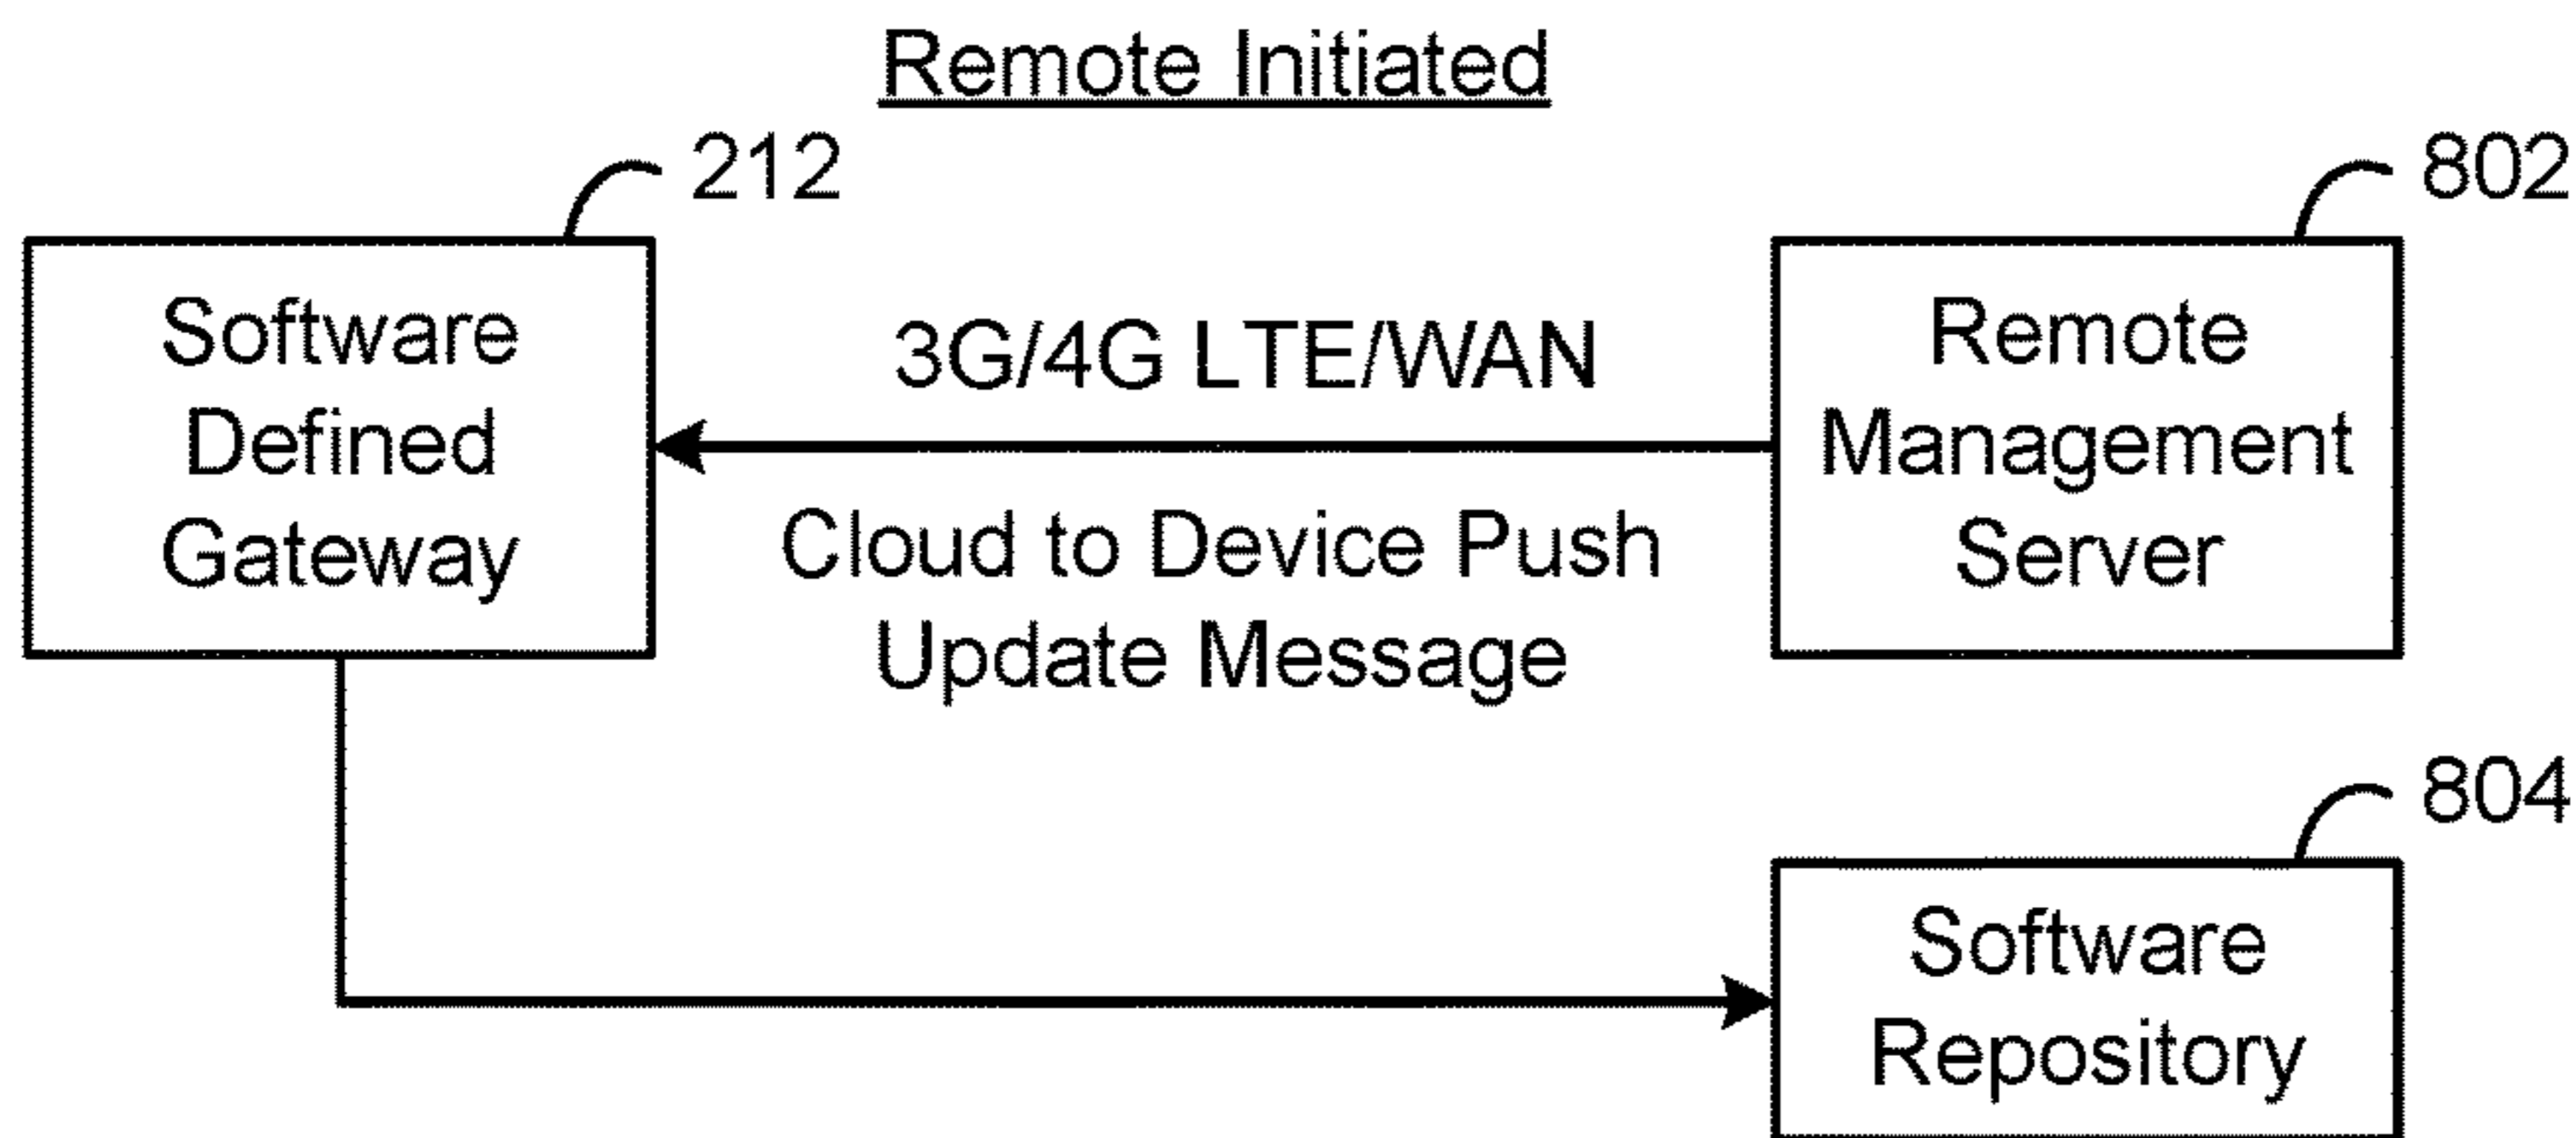 Remote Initiated
212
802
Software
Defined
Gateway
3G/4G LTE/WAN
Cloud to Device Push
Update Message
Remote
Management
Server
804
Software
Repository